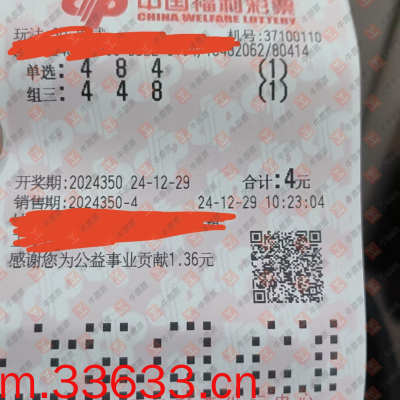 中国福利彩票
CHINA WELFARE LOTTERY
机号:37100110
单选: 4 8 4 (1)
组三: 4 4 8 (1)
开奖期:2024350 24-12-29 合计:4元
销售期:2024350-4 24-12-29 10:23:04
感谢您为公益事业贡献1.36元
m.33633.cn